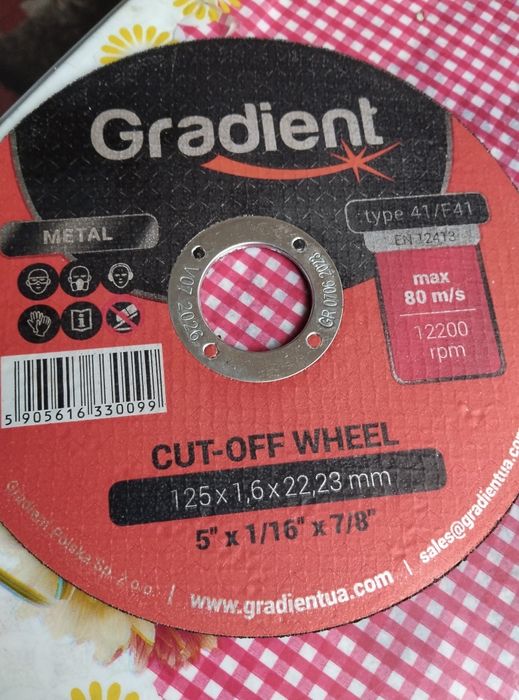 Gradient
METAL
type 41/F41
EN 12413
max
80 m/s
12200
rpm
V07 2026
GR 0706 2023
5 905616 330099
CUT-OFF WHEEL
125 x 1,6 x 22,23 mm
5" x 1/16" x 7/8"
Gradient Polska Sp. z o.o. | www.gradientua.com | sales@gradientua.com